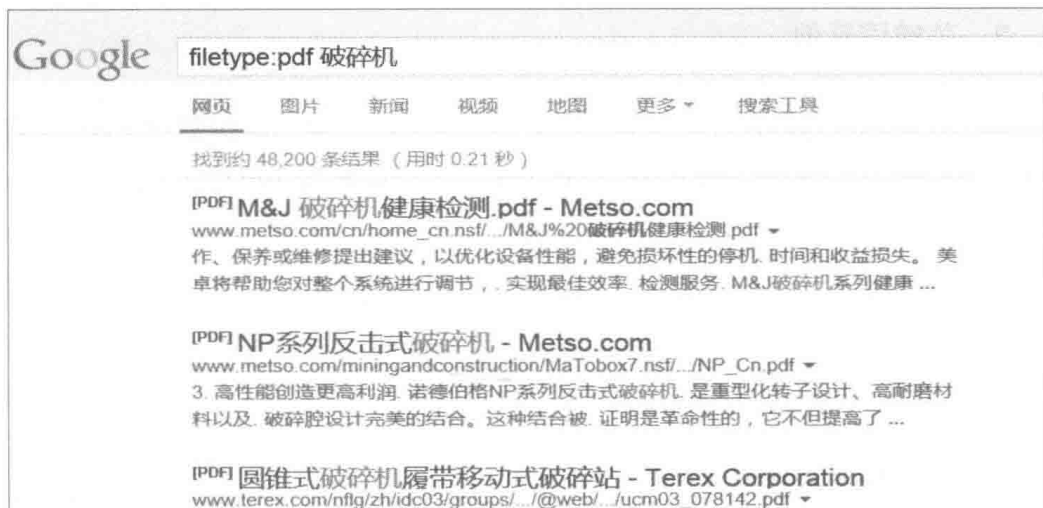 Google filetype:pdf 破碎机
网页 图片 新闻 视频 地图 更多 搜索工具
找到约 48,200 条结果 （用时 0.21 秒）
[PDF] M&J 破碎机健康检测.pdf - Metso.com
www.metso.com/cn/home_cn.nsf/.../M&J%20破碎机健康检测.pdf
作、保养或维修提出建议，以优化设备性能，避免损坏性的停机. 时间和收益损失。 美
卓将帮助您对整个系统进行调节，. 实现最佳效率. 检测服务. M&J破碎机系列健康 ...
[PDF] NP系列反击式破碎机 - Metso.com
www.metso.com/miningandconstruction/MaTobox7.nsf/.../NP_Cn.pdf
3. 高性能创造更高利润. 诺德伯格NP系列反击式破碎机. 是重型化转子设计、高耐磨材
料以及. 破碎腔设计完美的结合。这种结合被. 证明是革命性的，它不但提高了 ...
[PDF] 圆锥式破碎机履带移动式破碎站 - Terex Corporation
www.terex.com/nflg/zh/idc03/groups/.../@web/.../ucm03_078142.pdf